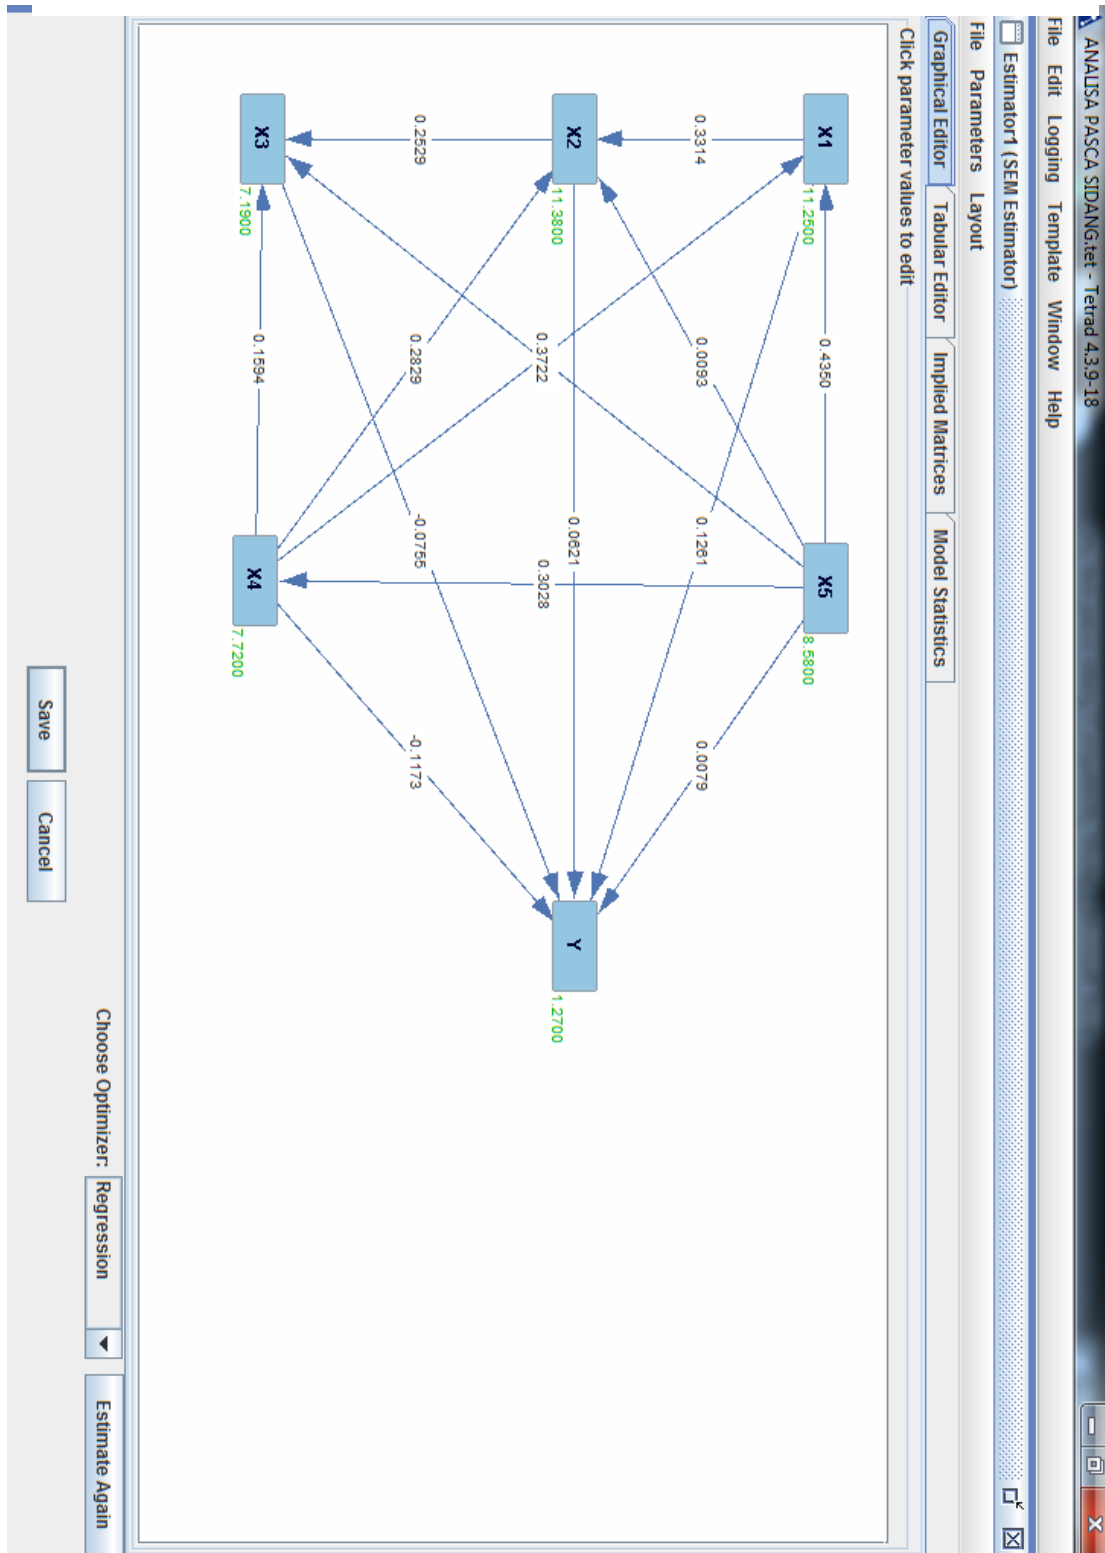 ANALISA PASCA SIDANG.tet - Tetrad 4.3.9-18
File Edit Logging Template Window Help
Estimator1 (SEM Estimator)
File Parameters Layout
Graphical Editor Tabular Editor Implied Matrices Model Statistics
Click parameter values to edit
X1
11.2500
0.4350
X5
8.5800
0.3314
0.0093
0.1261
0.0079
X2
11.3800
0.3722
0.0621
0.3028
Y
1.2700
0.2529
0.2829
-0.0755
-0.1173
X3
7.1900
0.1594
X4
7.7200
Choose Optimizer: Regression
Estimate Again
Save Cancel